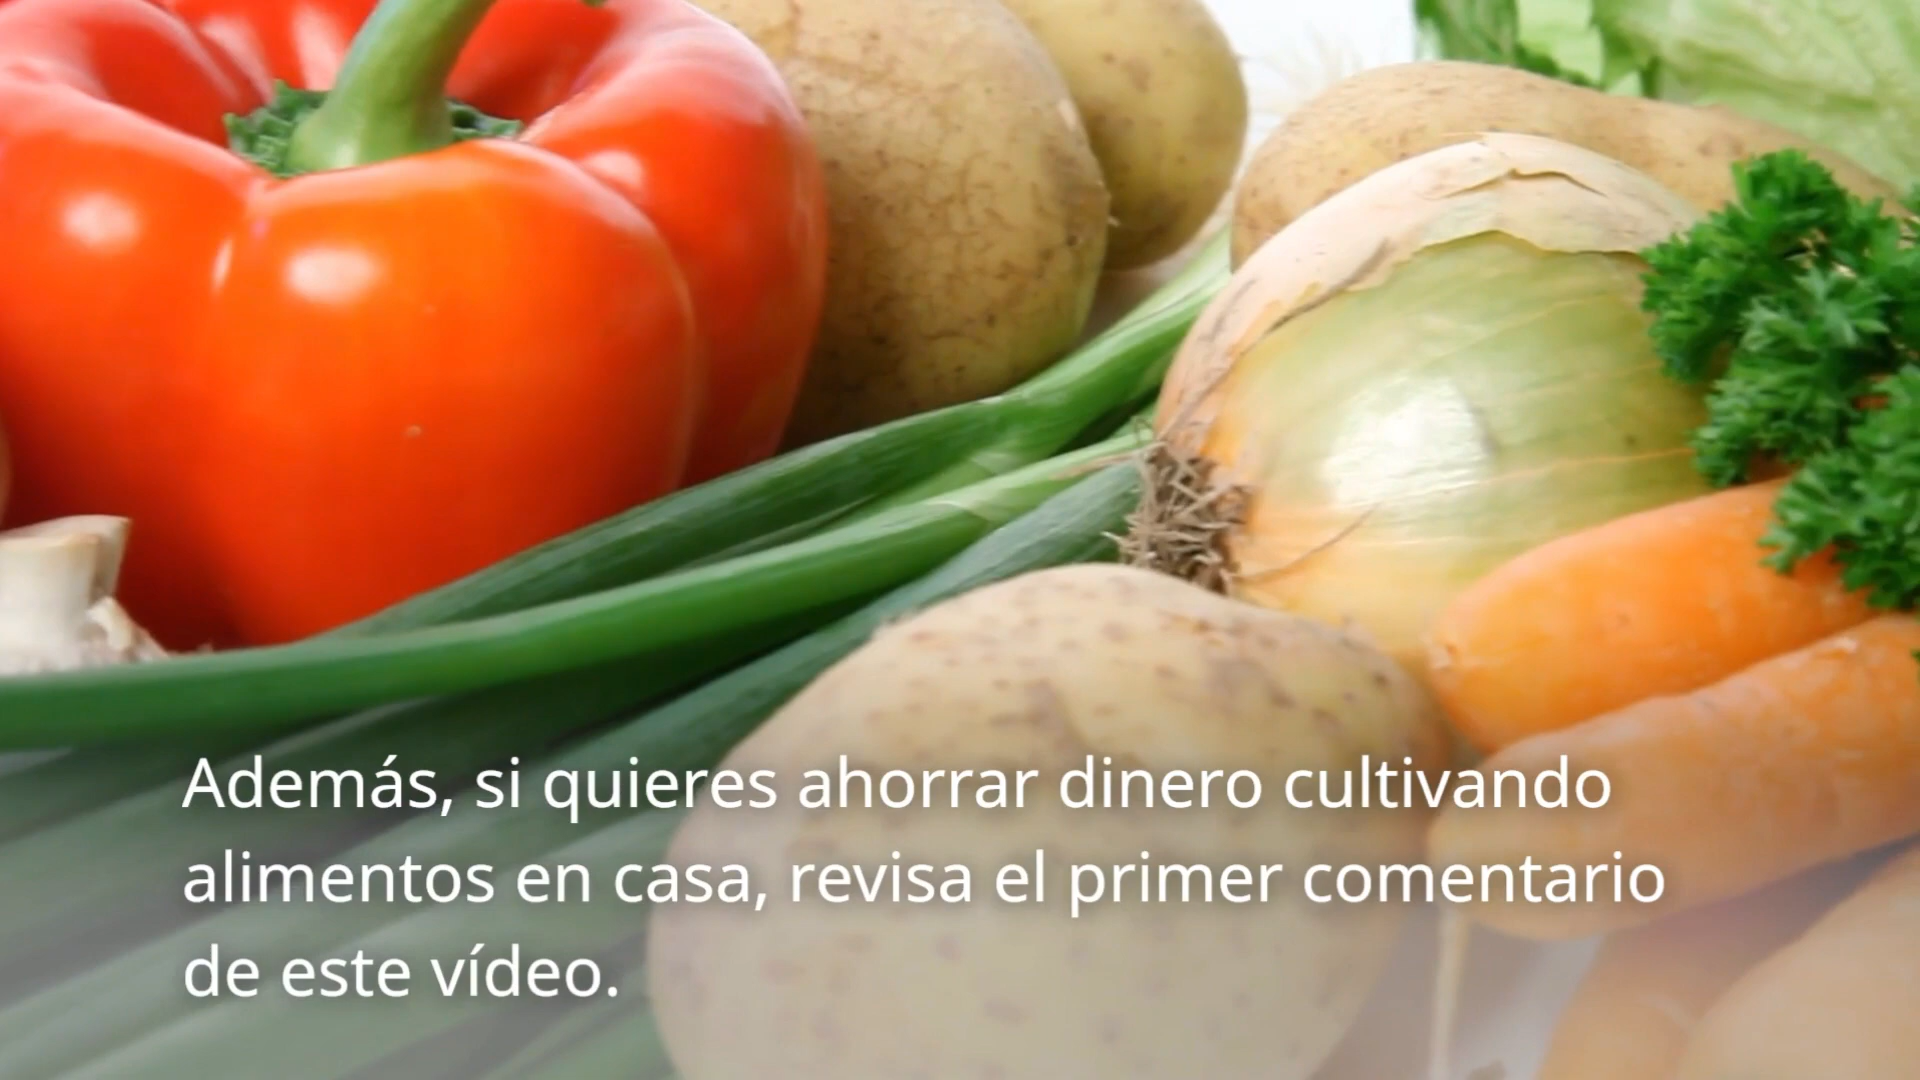 Además, si quieres ahorrar dinero cultivando
alimentos en casa, revisa el primer comentario
de este vídeo.